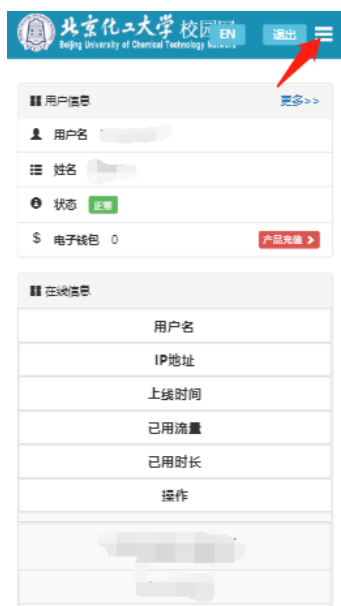 北京化工大学 校园网 EN 退出
Beijing University of Chemical Technology
用户信息 更多>>
用户名
姓名
状态 正常
$ 电子钱包 0 产品充值
在线信息
用户名
IP地址
上线时间
已用流量
已用时长
操作